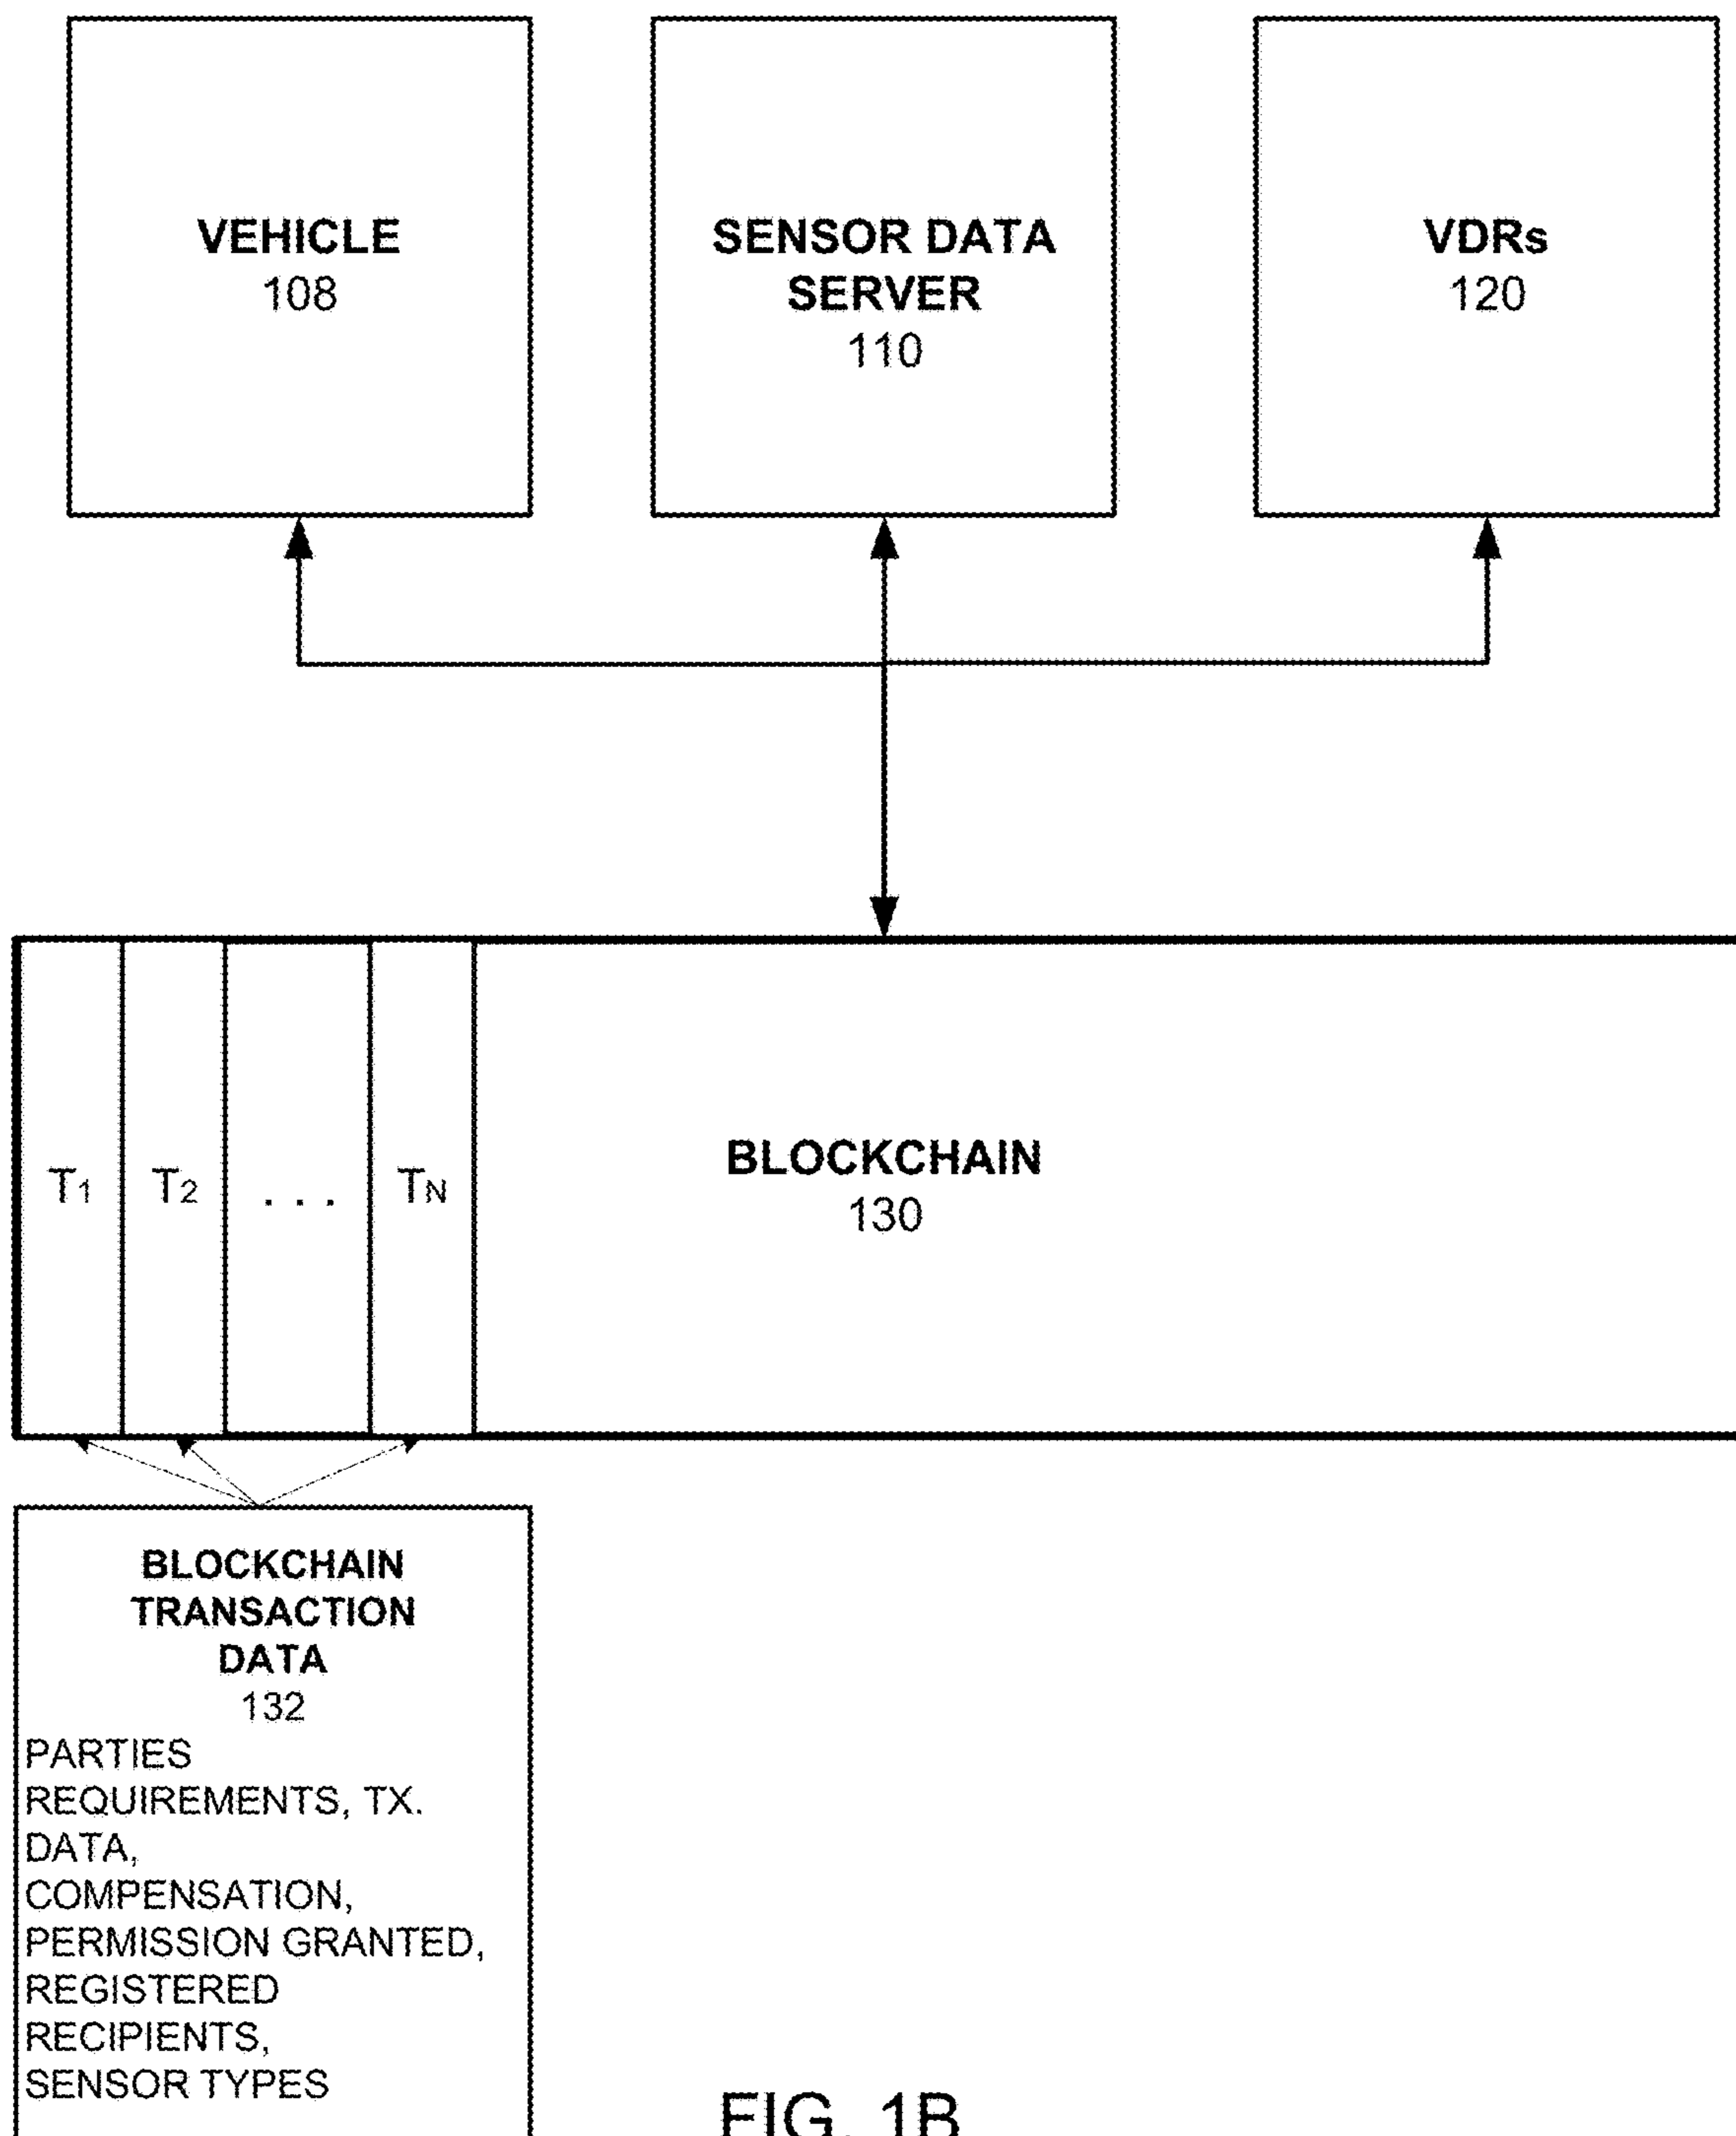 VEHICLE
108
SENSOR DATA
SERVER
110
VDRs
120
T1
T2
. . .
TN
BLOCKCHAIN
130
BLOCKCHAIN
TRANSACTION
DATA
132
PARTIES
REQUIREMENTS, TX.
DATA,
COMPENSATION,
PERMISSION GRANTED,
REGISTERED
RECIPIENTS,
SENSOR TYPES
FIG. 1B